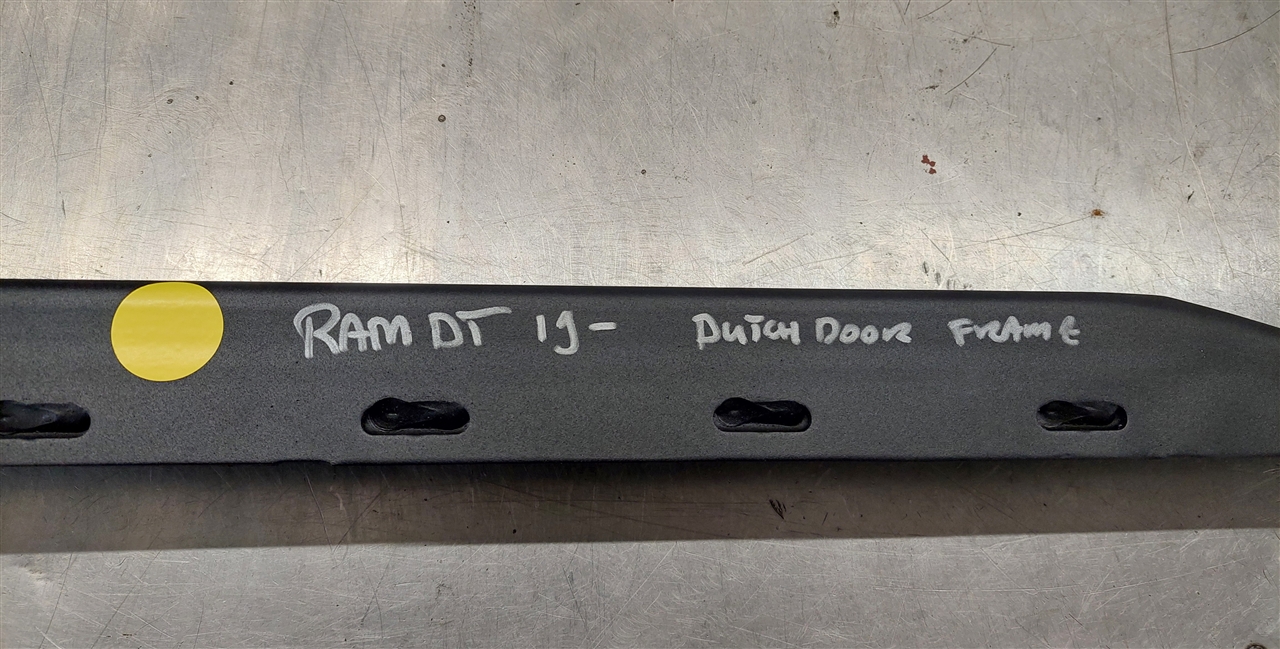 RAM DT 19- DUTCH DOOR FRAME